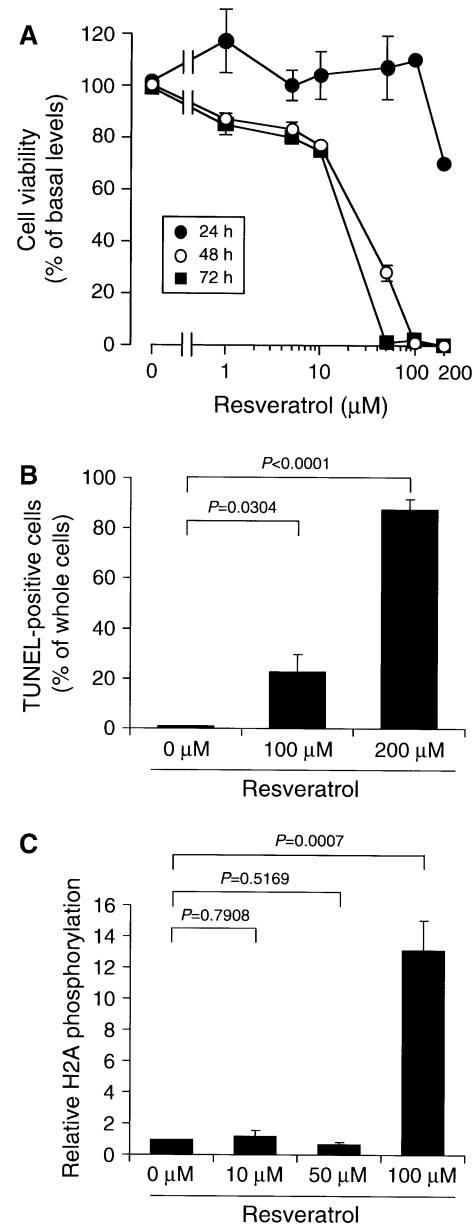 A
Cell viability
(% of basal levels)
120
100
80
60
40
20
0
24 h
48 h
72 h
0 1 10 100 200
Resveratrol (μM)
B
TUNEL-positive cells
(% of whole cells)
P<0.0001
P=0.0304
100
80
60
40
20
0
0 μM 100 μM 200 μM
Resveratrol
C
Relative H2A phosphorylation
P=0.0007
P=0.5169
P=0.7908
16
14
12
10
8
6
4
2
0
0 μM 10 μM 50 μM 100 μM
Resveratrol